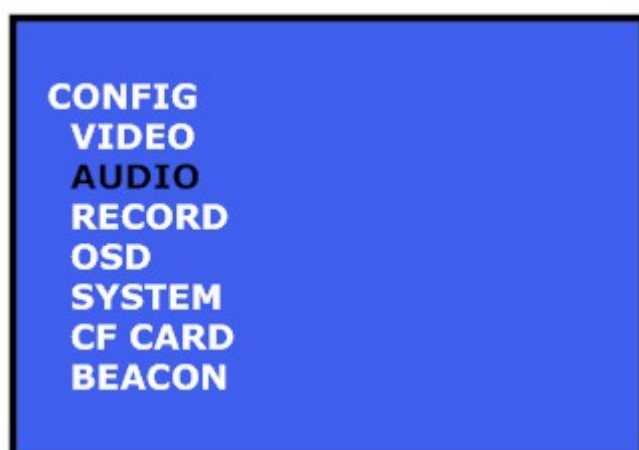 CONFIG
VIDEO
AUDIO
RECORD
OSD
SYSTEM
CF CARD
BEACON